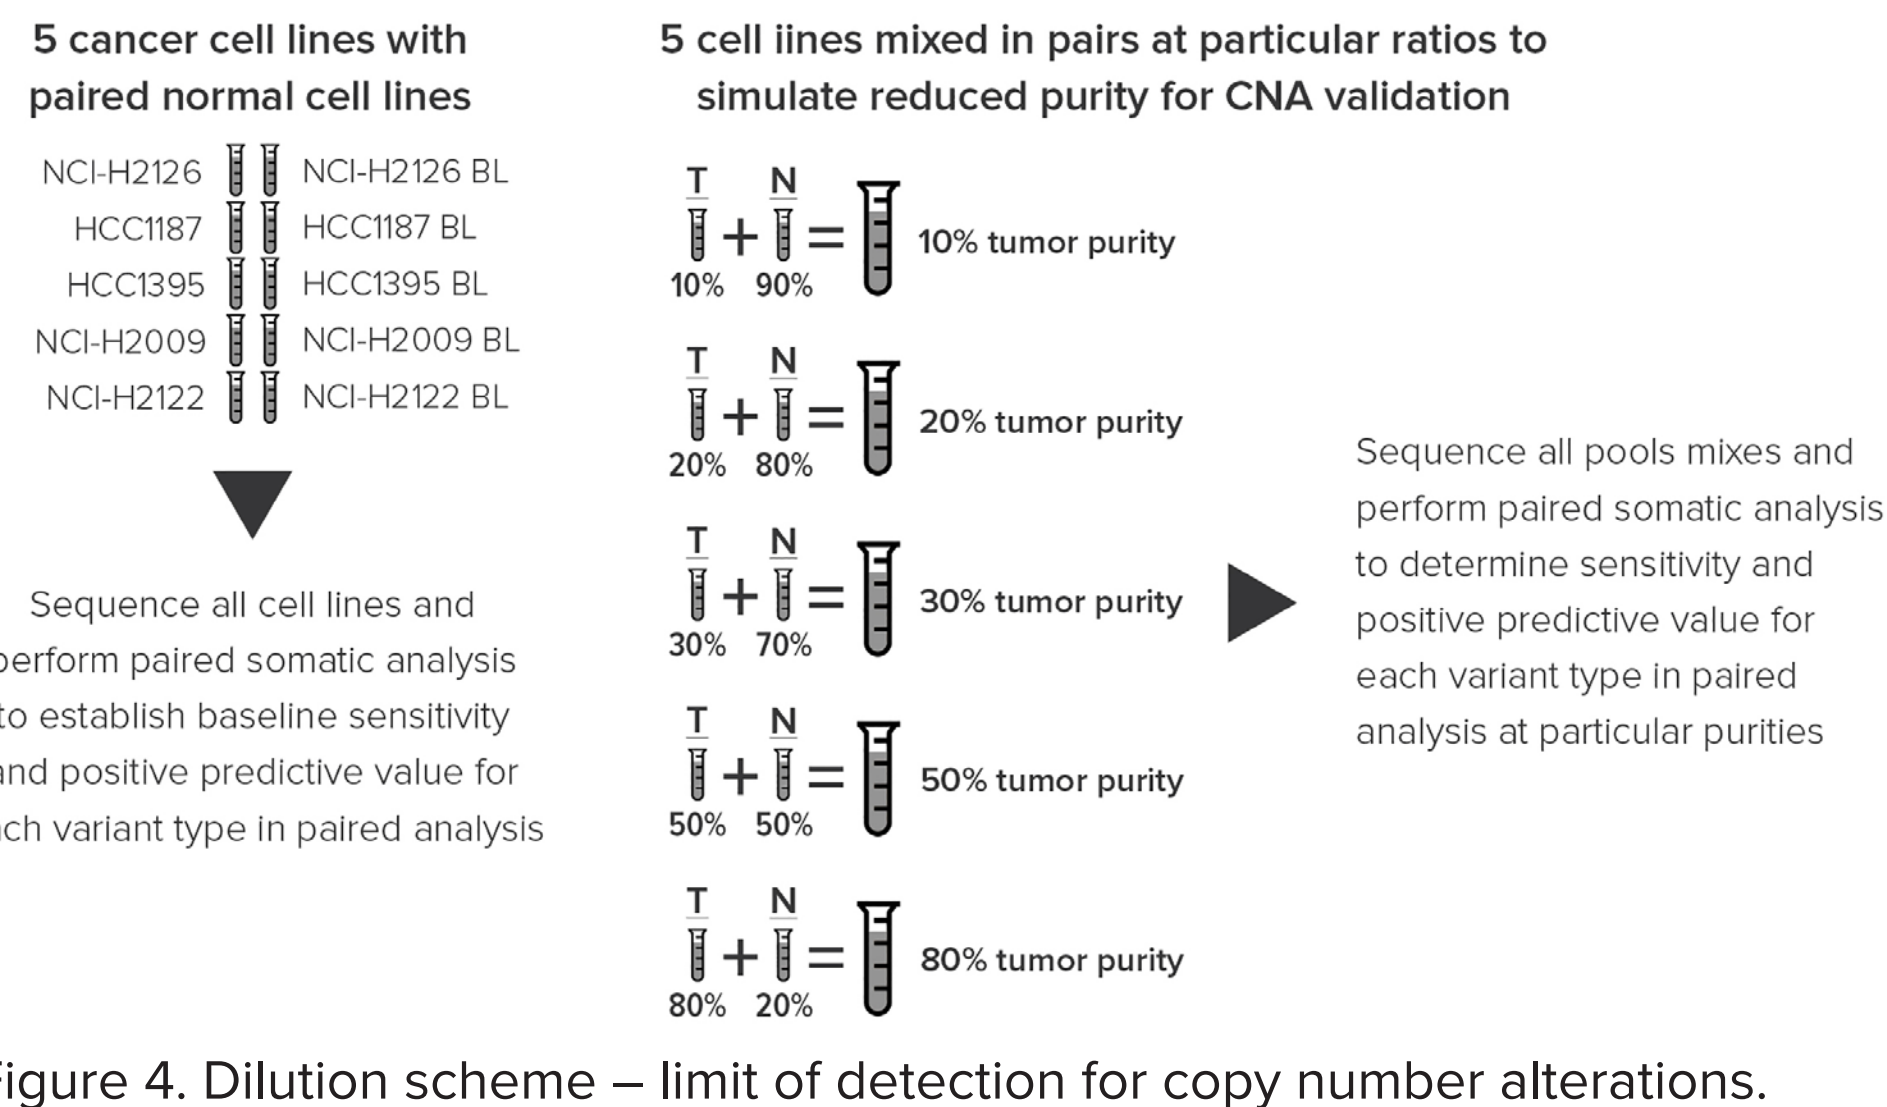 5 cancer cell lines with
paired normal cell lines
NCI-H2126 NCI-H2126 BL
HCC1187 HCC1187 BL
HCC1395 HCC1395 BL
NCI-H2009 NCI-H2009 BL
NCI-H2122 NCI-H2122 BL
Sequence all cell lines and
perform paired somatic analysis
to establish baseline sensitivity
and positive predictive value for
ch variant type in paired analysis
5 cell iines mixed in pairs at particular ratios to
simulate reduced purity for CNA validation
T N
+ = 10% tumor purity
10% 90%
T N
+ = 20% tumor purity
20% 80%
T N
+ = 30% tumor purity
30% 70%
T N
+ = 50% tumor purity
50% 50%
T N
+ = 80% tumor purity
80% 20%
Sequence all pools mixes and
perform paired somatic analysis
to determine sensitivity and
positive predictive value for
each variant type in paired
analysis at particular purities
Figure 4. Dilution scheme – limit of detection for copy number alterations.